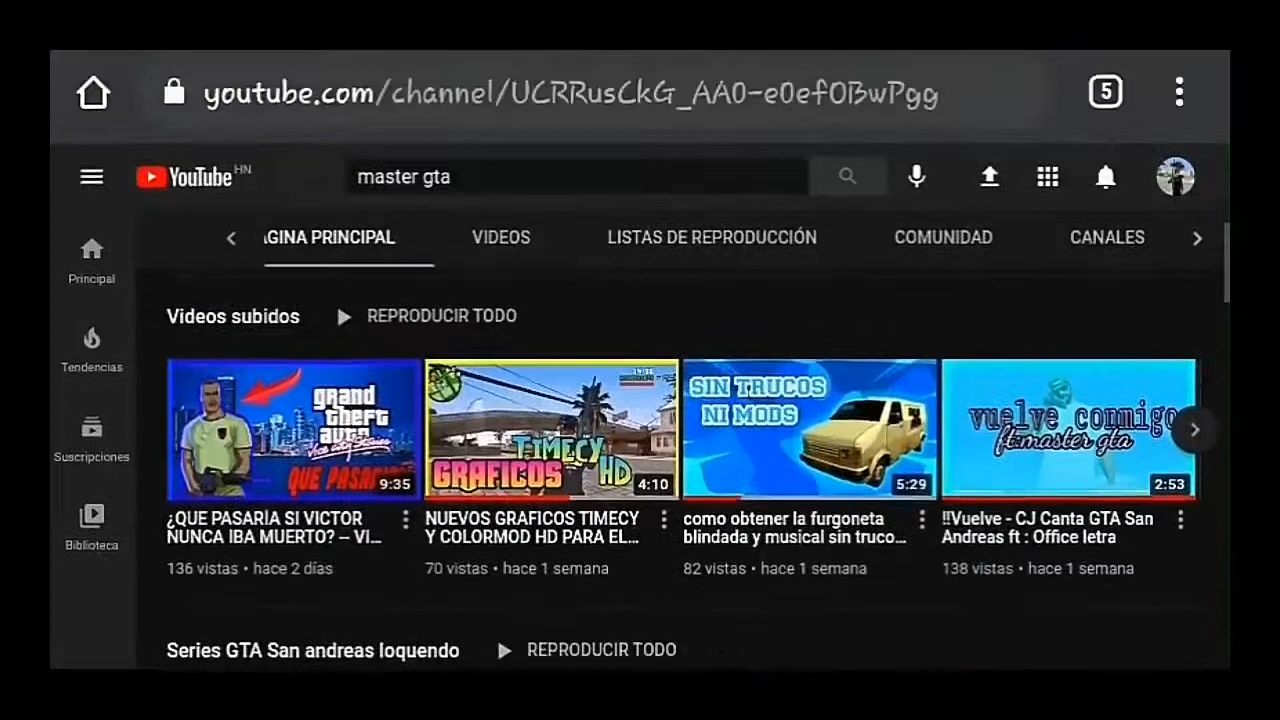 youtube.com/channel/UCRRusCkG_AA0-e0efOBwPgg
5
YouTube HN
master gta
ÁGINA PRINCIPAL
VIDEOS
LISTAS DE REPRODUCCIÓN
COMUNIDAD
CANALES
Principal
Tendencias
Suscripciones
Biblioteca
Videos subidos
REPRODUCIR TODO
grand
theft
auto
Vice City Stories
QUE PASARIA
9:35
TIMECY
GRAFICOS HD
4:10
SIN TRUCOS
NI MODS
5:29
vuelve conmigo
ft:master gta
2:53
¿QUE PASARIA SI VICTOR
NUNCA IBA MUERTO? – VI...
136 vistas • hace 2 días
NUEVOS GRAFICOS TIMECY
Y COLORMOD HD PARA EL...
70 vistas • hace 1 semana
como obtener la furgoneta
blindada y musical sin truco...
82 vistas • hace 1 semana
!!Vuelve - CJ Canta GTA San
Andreas ft : Office letra
138 vistas • hace 1 semana
Series GTA San andreas loquendo
REPRODUCIR TODO